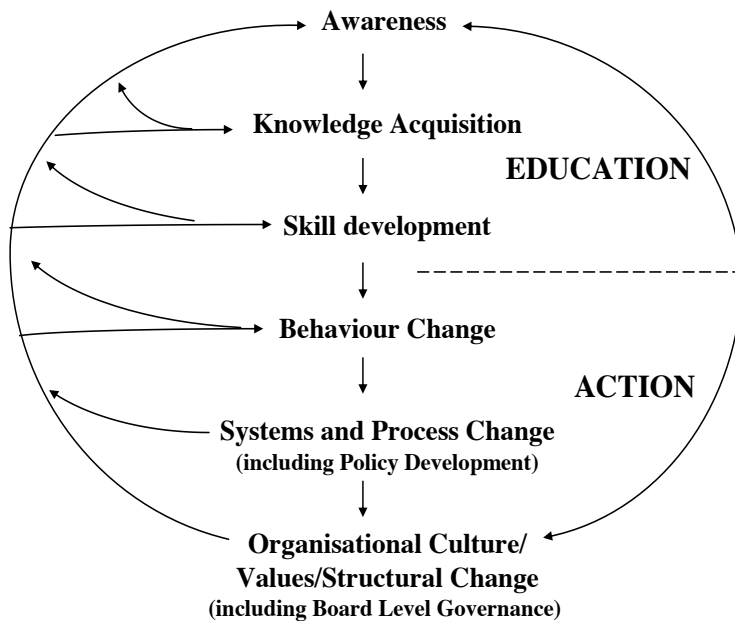 Awareness
Knowledge Acquisition
EDUCATION
Skill development
Behaviour Change
ACTION
Systems and Process Change
(including Policy Development)
Organisational Culture/
Values/Structural Change
(including Board Level Governance)